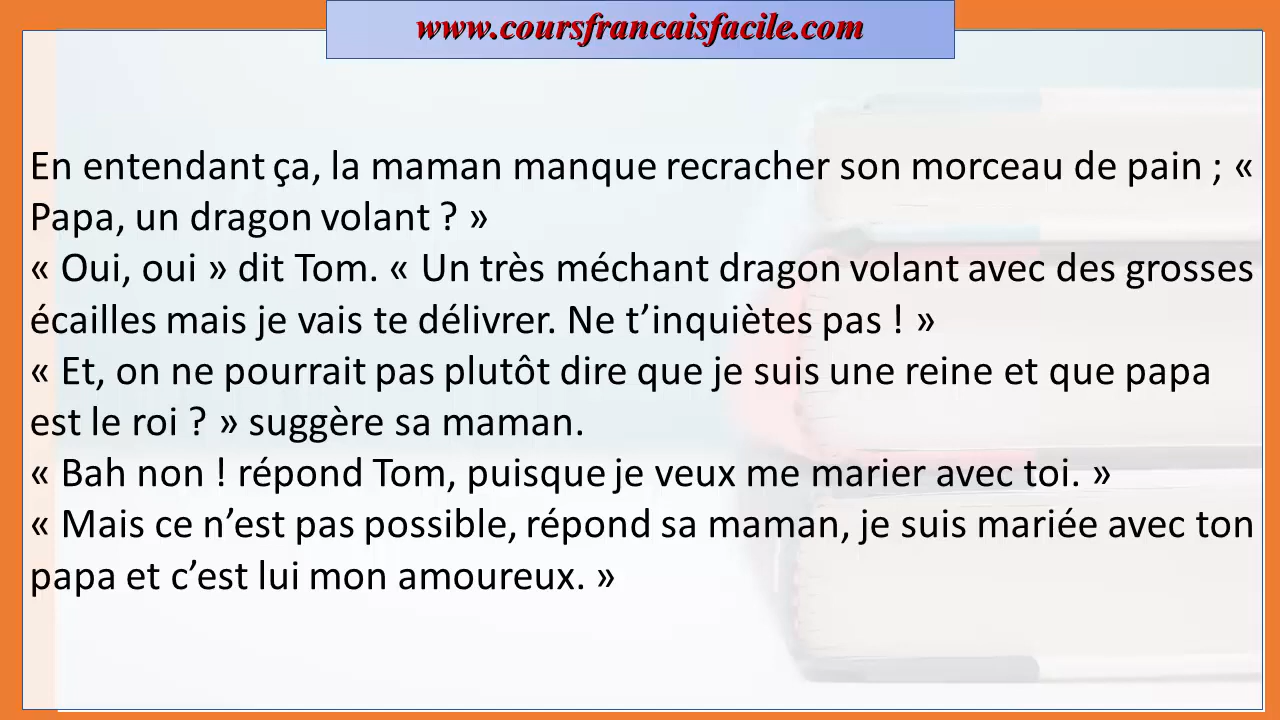 www.coursfrancaisfacile.com
En entendant ça, la maman manque recracher son morceau de pain ; «
Papa, un dragon volant ? »
« Oui, oui » dit Tom. « Un très méchant dragon volant avec des grosses
écailles mais je vais te délivrer. Ne t’inquiètes pas ! »
« Et, on ne pourrait pas plutôt dire que je suis une reine et que papa
est le roi ? » suggère sa maman.
« Bah non ! répond Tom, puisque je veux me marier avec toi. »
« Mais ce n’est pas possible, répond sa maman, je suis mariée avec ton
papa et c’est lui mon amoureux. »